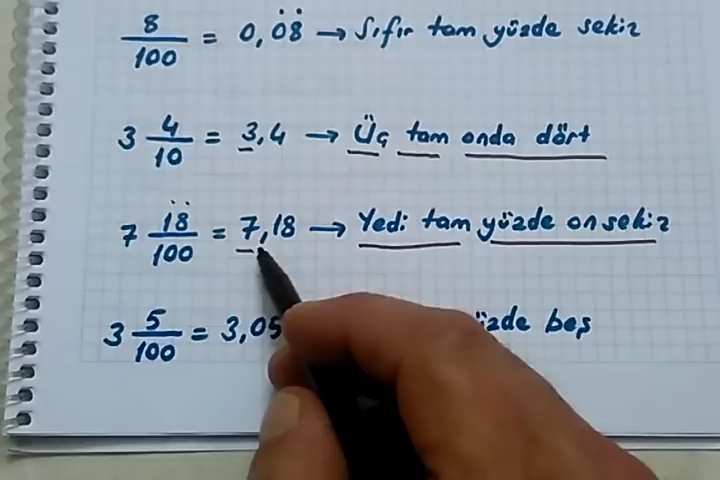 8/100 = 0,08 → Sıfır tam yüzde sekiz
3 4/10 = 3,4 → Üç tam onda dört
7 18/100 = 7,18 → Yedi tam yüzde onsekiz
3 5/100 = 3,05 beş